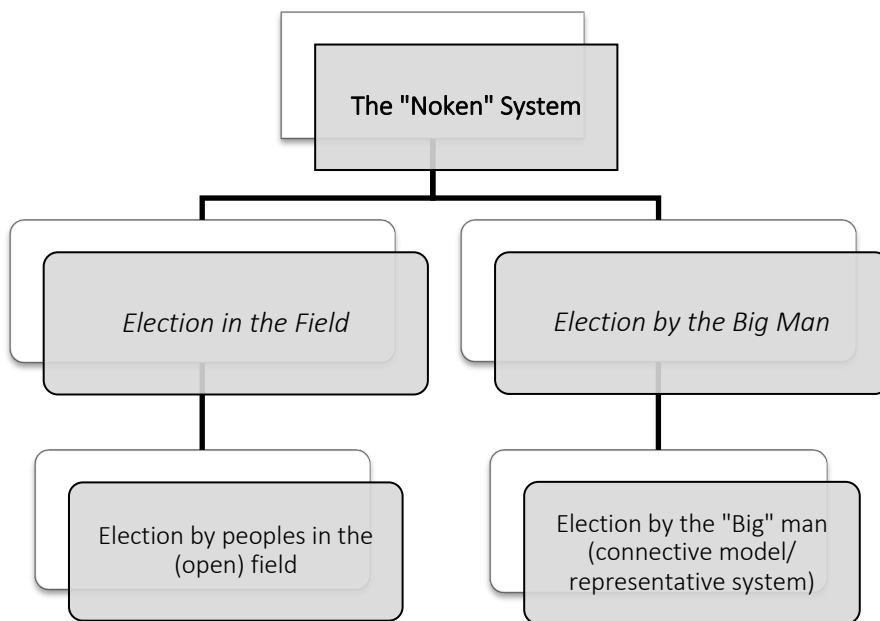 The "Noken" System
Election in the Field
Election by the Big Man
Election by peoples in the
(open) field
Election by the "Big" man
(connective model/
representative system)